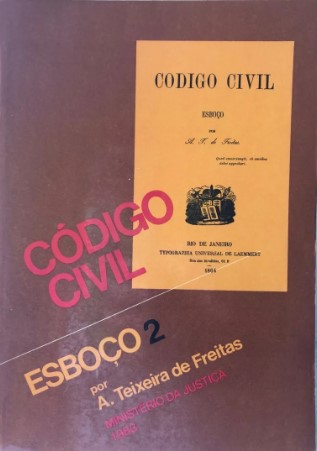 CODIGO CIVIL
ESBOÇO
POR
A. T. de Freitas
RIO DE JANEIRO
TYPOGRAPHIA UNIVERSAL DE LAEMMERT
1864
CÓDIGO
CIVIL
ESBOÇO 2
por
A. Teixeira de Freitas
MINISTÉRIO DA JUSTIÇA
1983